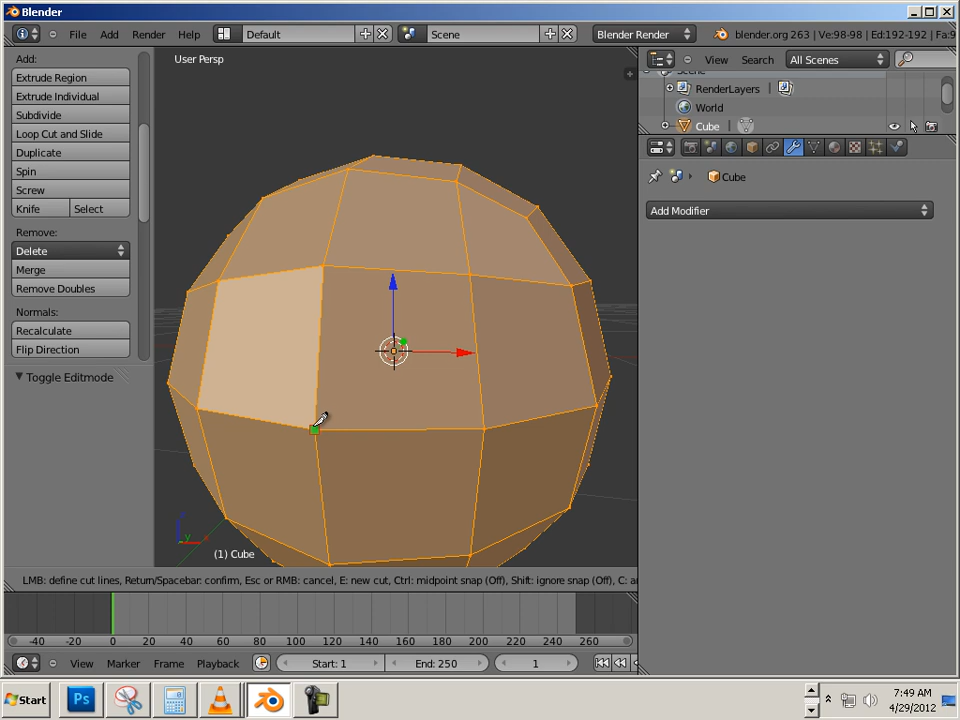 Blender
File Add Render Help Default Scene Blender Render blender.org 263 | Ve:98-98 | Ed:192-192 | Fa:9
Add:
Extrude Region
Extrude Individual
Subdivide
Loop Cut and Slide
Duplicate
Spin
Screw
Knife Select
Remove:
Delete
Merge
Remove Doubles
Normals:
Recalculate
Flip Direction
Toggle Editmode
User Persp
(1) Cube
View Search All Scenes
Scene
RenderLayers
World
Cube
Cube
Add Modifier
LMB: define cut lines, Return/Spacebar: confirm, Esc or RMB: cancel, E: new cut, Ctrl: midpoint snap (Off), Shift: ignore snap (Off), C:
-40 -20 0 20 40 60 80 100 120 140 160 180 200 220 240 260
View Marker Frame Playback Start: 1 End: 250 1
Start Ps 7:49 AM
4/29/2012